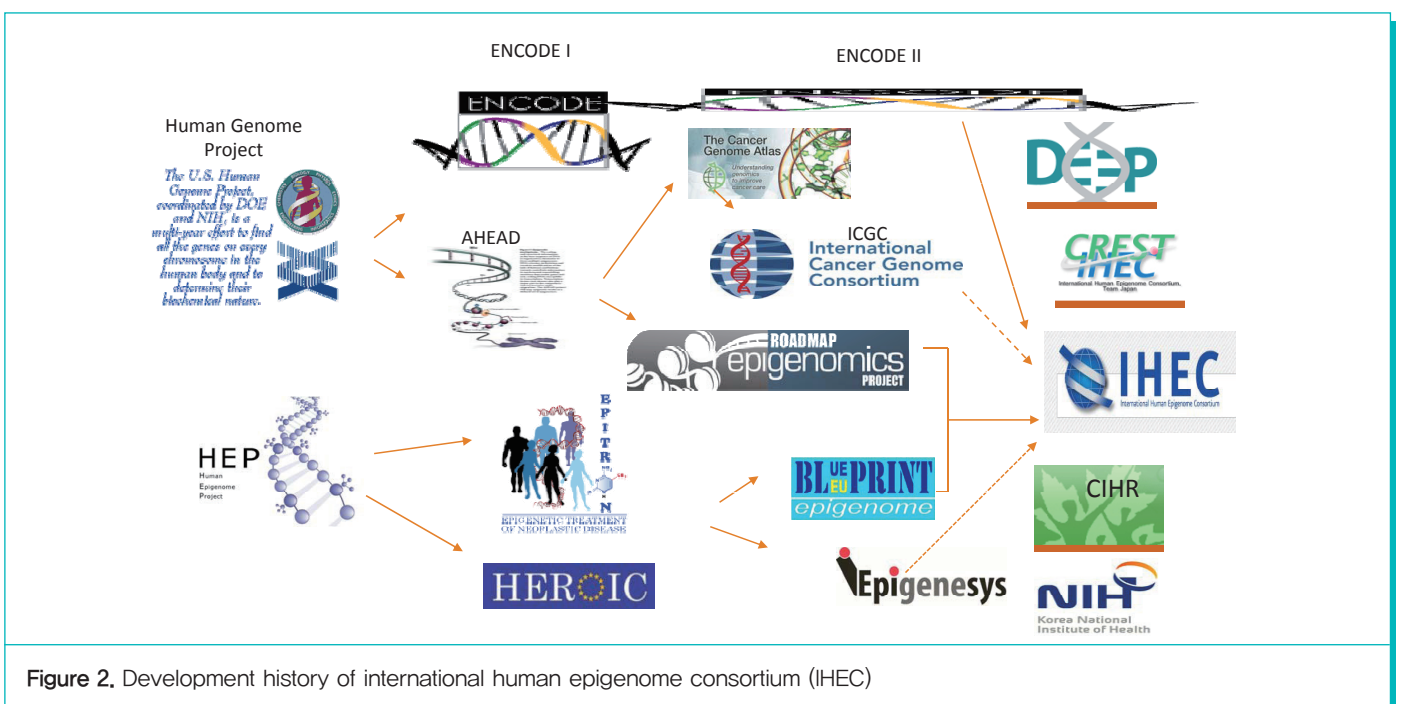 ENCODE I
ENCODE II
ENCODE
Human Genome
Project
The U.S. Human
Genome Project,
coordinated by DOE
and NIH, is a
multi-year effort to find
all the genes on every
chromosome in the
human body and to
determine their
biochemical nature.
The Cancer
Genome Atlas
Understanding
genomics
to improve
cancer care
DEEP
AHEAD
ICGC
International
Cancer Genome
Consortium
CREST
IHEC
International Human Epigenome Consortium,
Team Japan
ROADMAP
epigenomics
PROJECT
IHEC
International Human Epigenome Consortium
HEP
Human
Epigenome
Project
EPITRON
EPIGENETIC TREATMENT
OF NEOPLASTIC DISEASE
BLUEPRINT
EU
epigenome
CIHR
HEROIC
Epigenesys
NIH
Korea National
Institute of Health
Figure 2. Development history of international human epigenome consortium (IHEC)